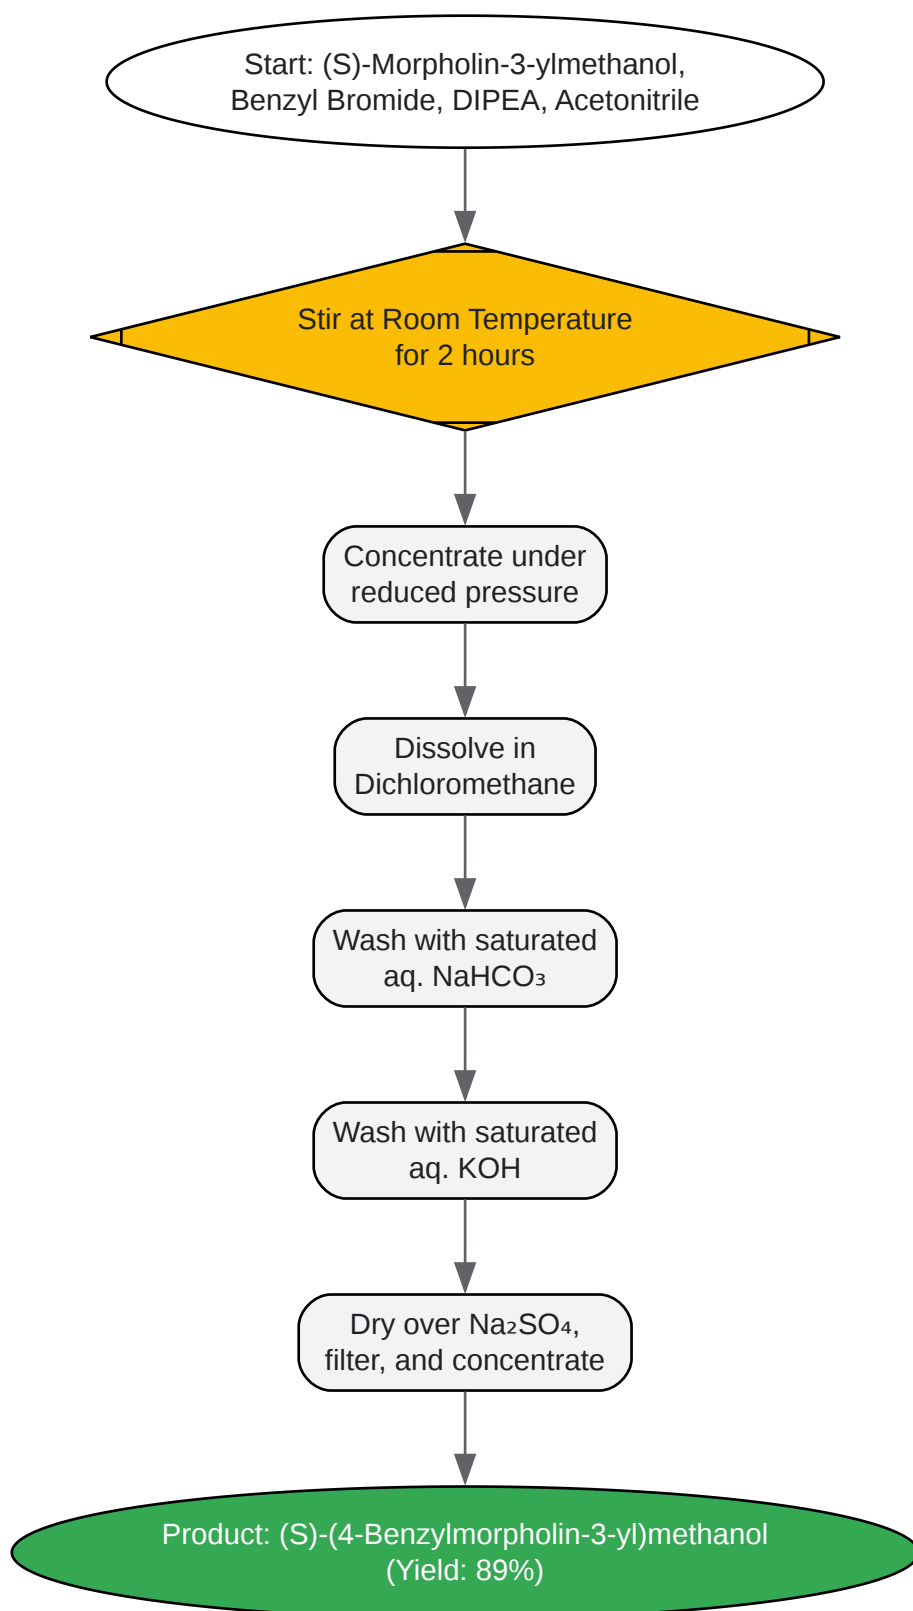 Start: (S)-Morpholin-3-ylmethanol,
Benzyl Bromide, DIPEA, Acetonitrile
Stir at Room Temperature
for 2 hours
Concentrate under
reduced pressure
Dissolve in
Dichloromethane
Wash with saturated
aq. NaHCO₃
Wash with saturated
aq. KOH
Dry over Na₂SO₄,
filter, and concentrate
Product: (S)-(4-Benzylmorpholin-3-yl)methanol
(Yield: 89%)